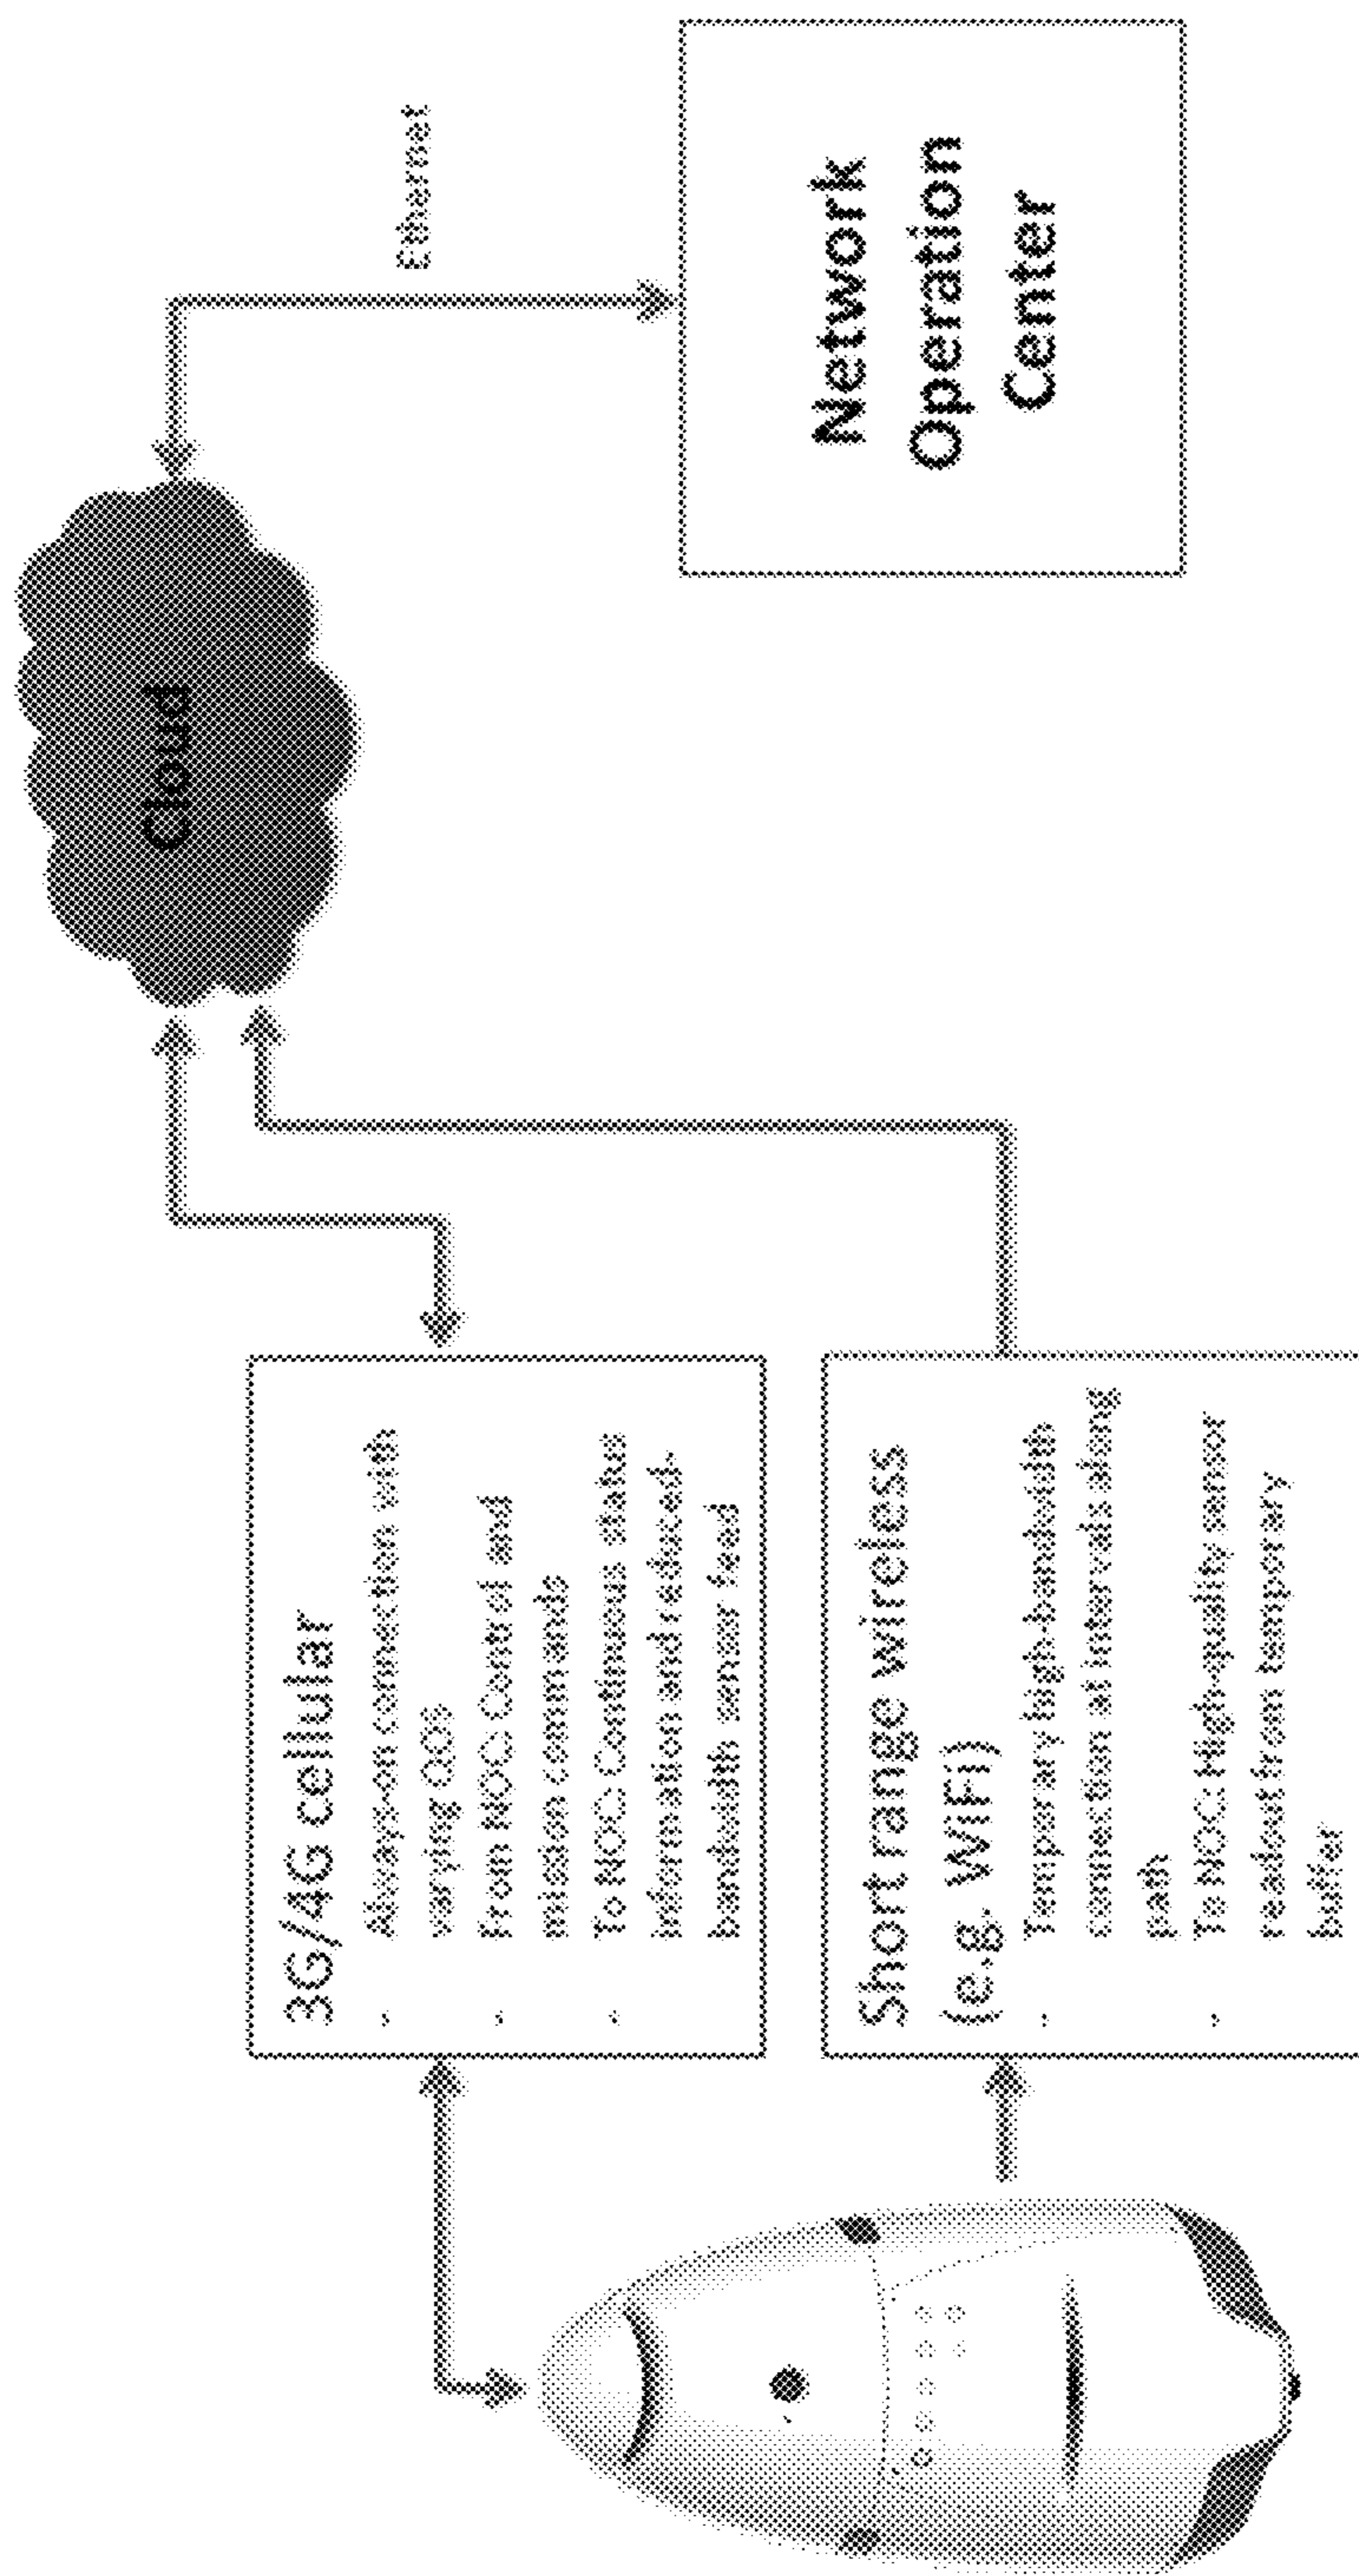 3G/4G cellular
• Always-on connection with
varying QOS
• From NOC: Control and
mission commands
• To NOC: Continuous status
information and reduced-
bandwidth sensor feed
Short range wireless
(e.g. WiFi)
• Temporary high-bandwidth
connection at intervals along
path
• To NOC: High-quality sensor
readout from temporary
buffer
Cloud
Ethernet
Network
Operation
Center